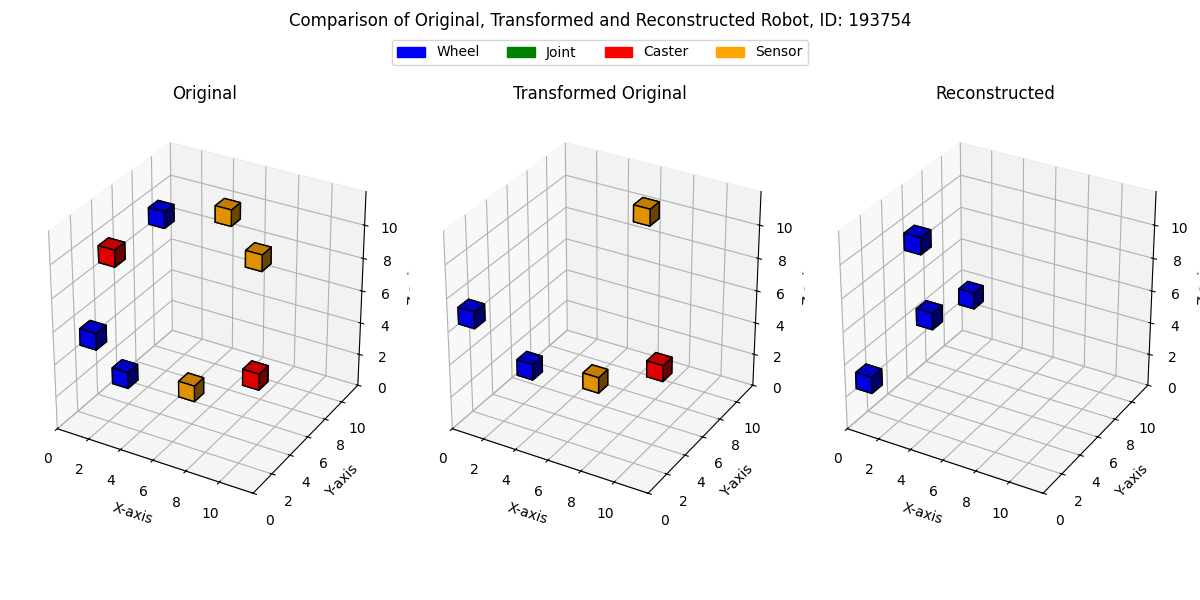 Comparison of Original, Transformed and Reconstructed Robot, ID: 193754
Wheel Joint Caster Sensor
Original
Transformed Original
Reconstructed
0 2 4 6 8 10
X-axis
0 2 4 6 8 10
Y-axis
0 2 4 6 8 10
0 2 4 6 8 10
X-axis
0 2 4 6 8 10
Y-axis
0 2 4 6 8 10
0 2 4 6 8 10
X-axis
0 2 4 6 8 10
Y-axis
0 2 4 6 8 10